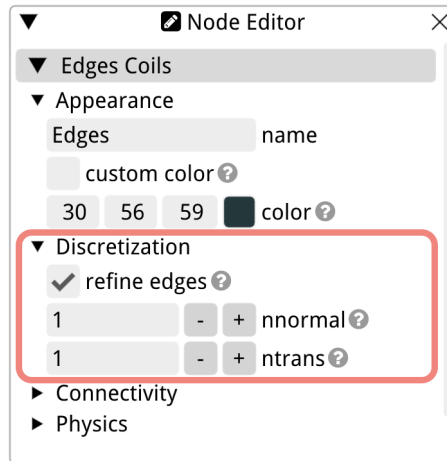 Node Editor
Edges Coils
Appearance
Edges name
custom color ?
30 56 59 color ?
Discretization
refine edges ?
1 - + nnormal ?
1 - + ntrans ?
Connectivity
Physics